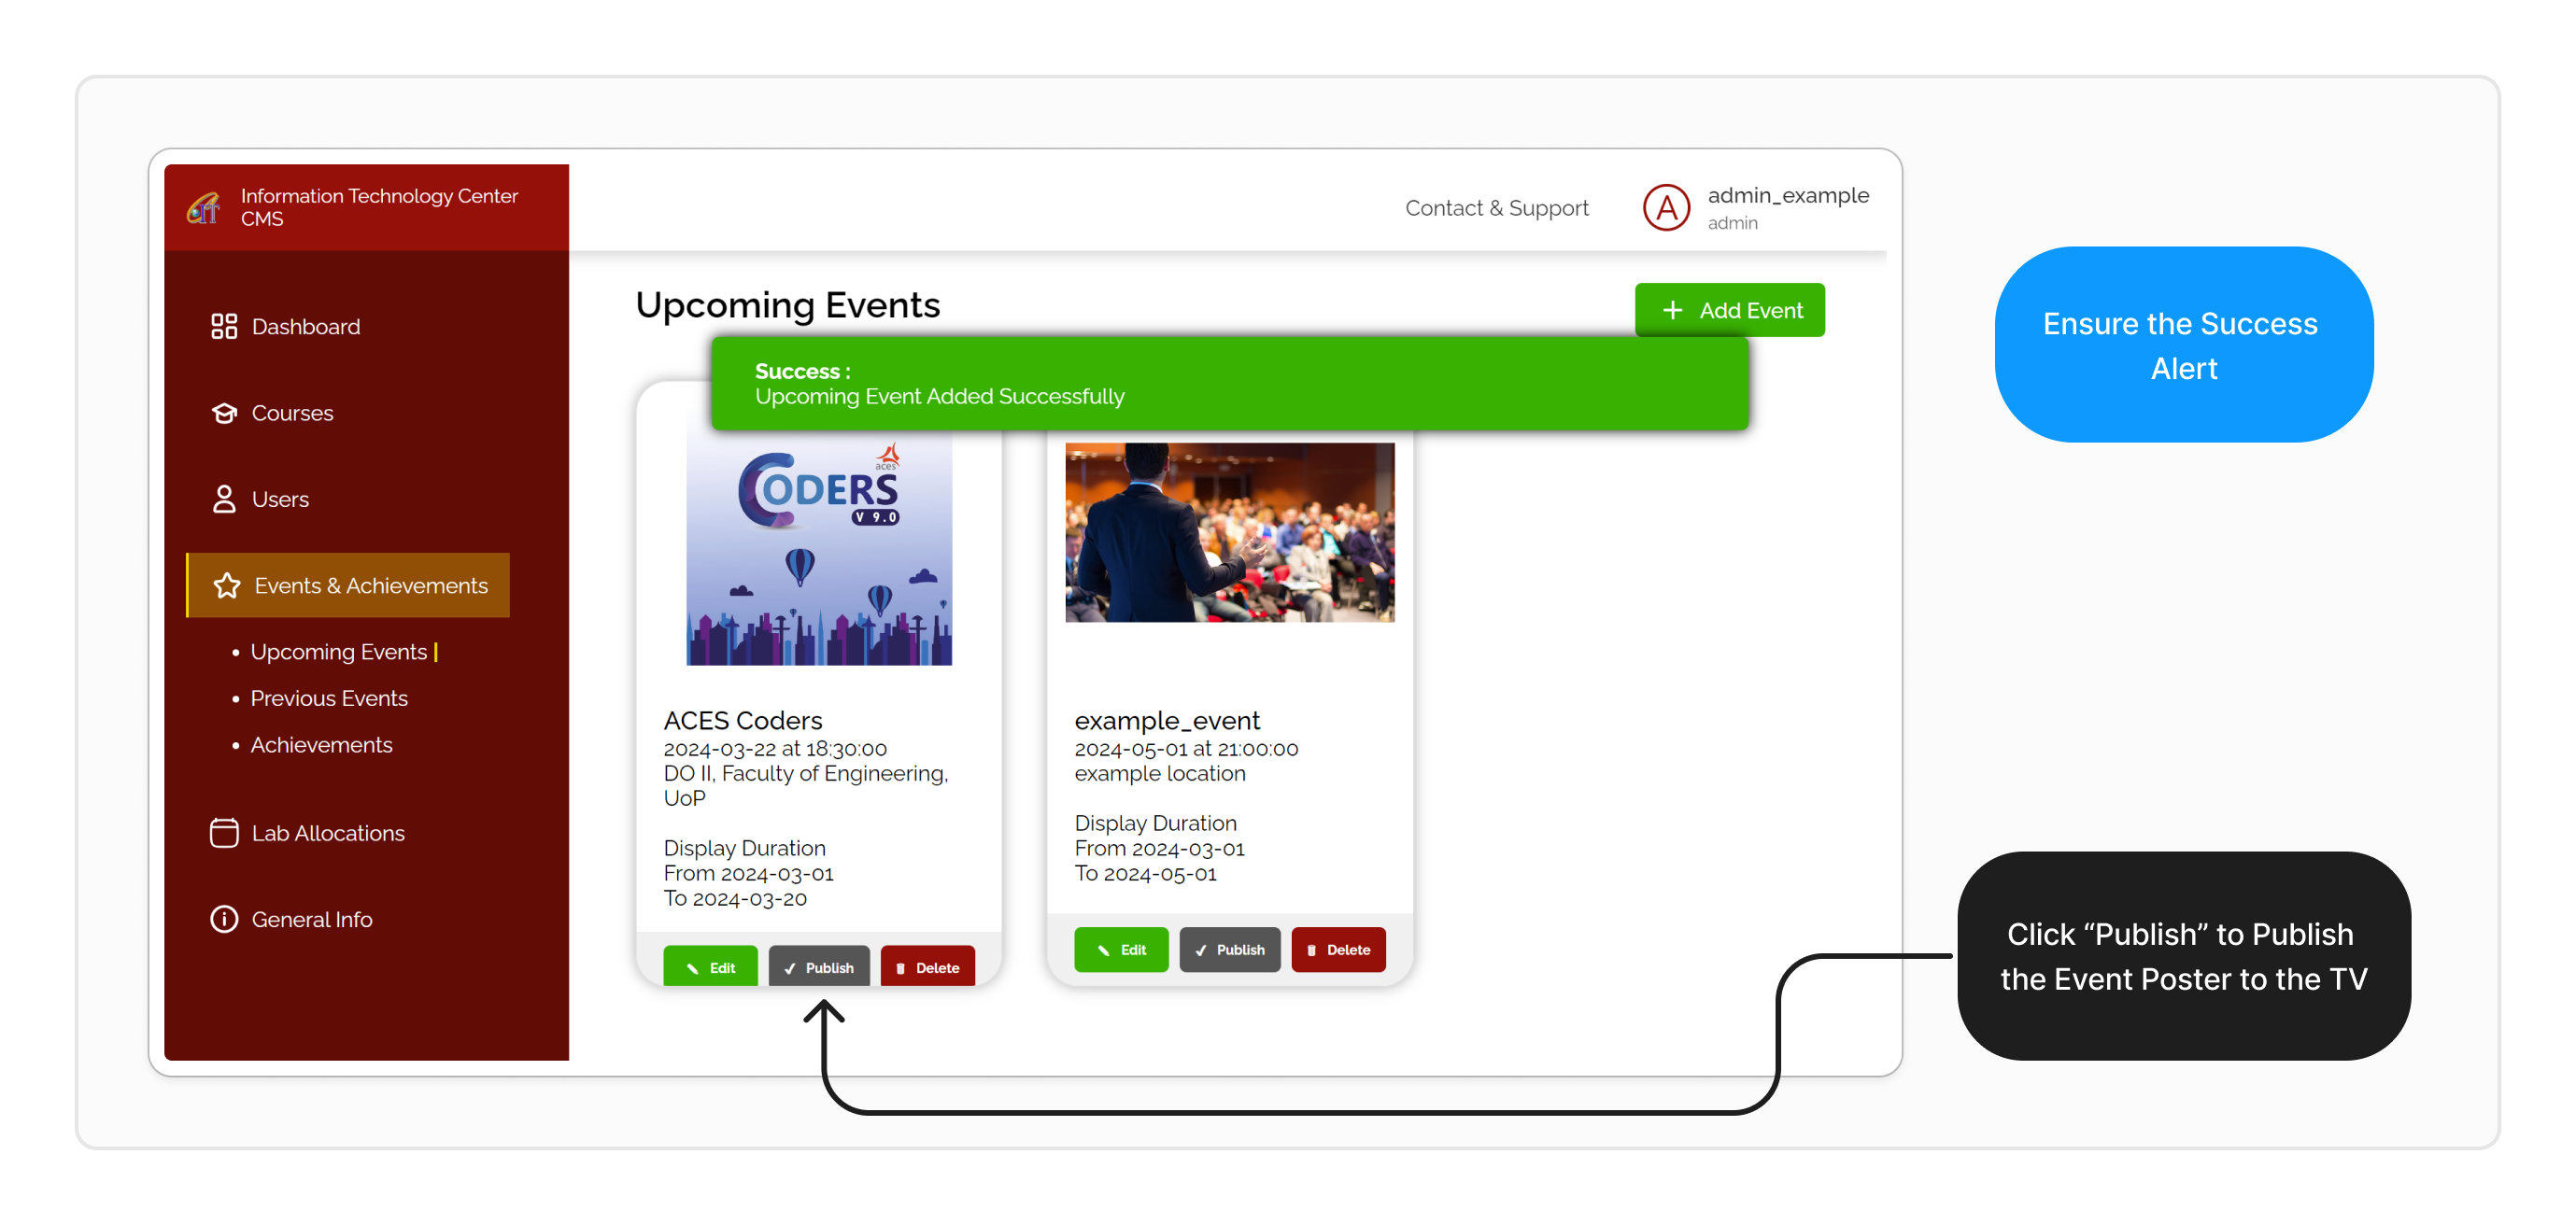 Information Technology Center
CMS
Contact & Support
A
admin_example
admin
Dashboard
Courses
Users
Events & Achievements
• Upcoming Events
• Previous Events
• Achievements
Lab Allocations
General Info
Upcoming Events
+ Add Event
Success :
Upcoming Event Added Successfully
aces
CODERS
V 9.0
ACES Coders
2024-03-22 at 18:30:00
DO II, Faculty of Engineering,
UoP
Display Duration
From 2024-03-01
To 2024-03-20
Edit
Publish
Delete
example_event
2024-05-01 at 21:00:00
example location
Display Duration
From 2024-03-01
To 2024-05-01
Edit
Publish
Delete
Ensure the Success
Alert
Click “Publish” to Publish
the Event Poster to the TV